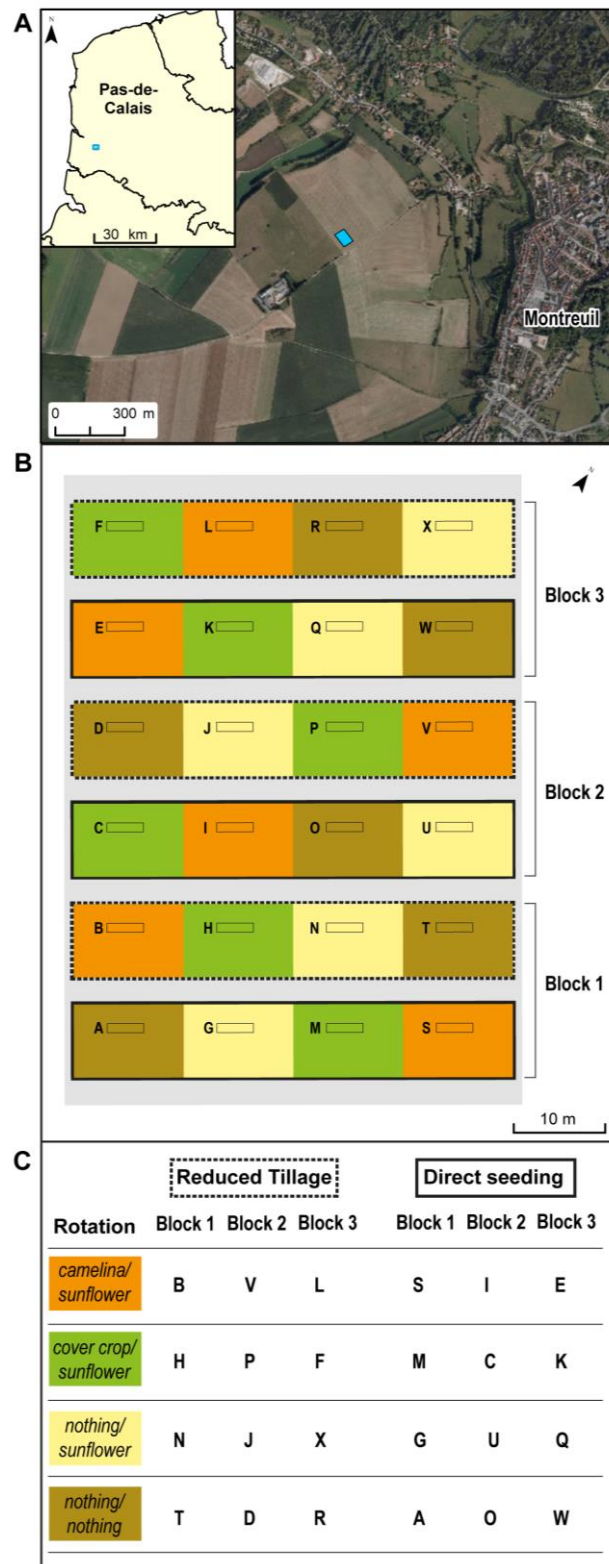 A
N
Pas-de-
Calais
30 km
Montreuil
0 300 m
B
N
F L R X
Block 3
E K Q W
D J P V
Block 2
C I O U
B H N T
Block 1
A G M S
10 m
C
Reduced Tillage Direct seeding
Rotation Block 1 Block 2 Block 3 Block 1 Block 2 Block 3
camelina/
sunflower
B V L S I E
cover crop/
sunflower
H P F M C K
nothing/
sunflower
N J X G U Q
nothing/
nothing
T D R A O W